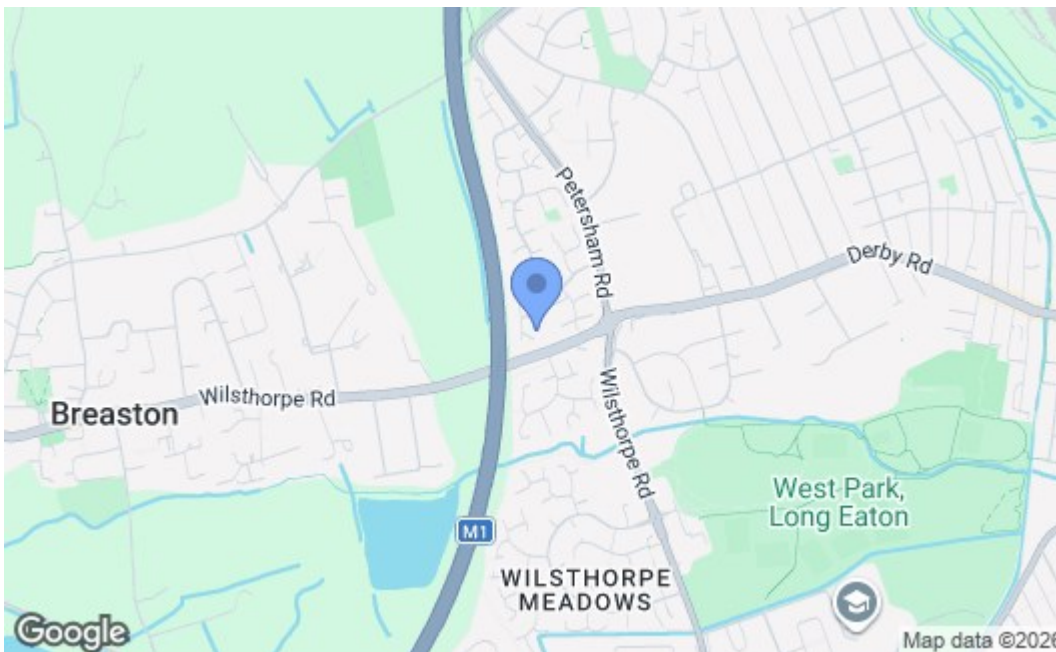 Petersham Rd
Derby Rd
Wilsthorpe Rd
Breaston
Wilsthorpe Rd
West Park,
Long Eaton
M1
WILSTHORPE
MEADOWS
Google
Map data ©2026